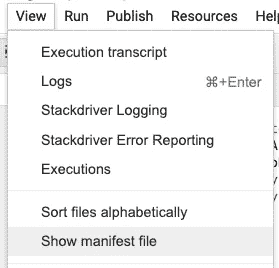 View Run Publish Resources Help
Execution transcript
Logs ⌘+Enter
Stackdriver Logging
Stackdriver Error Reporting
Executions
Sort files alphabetically
Show manifest file